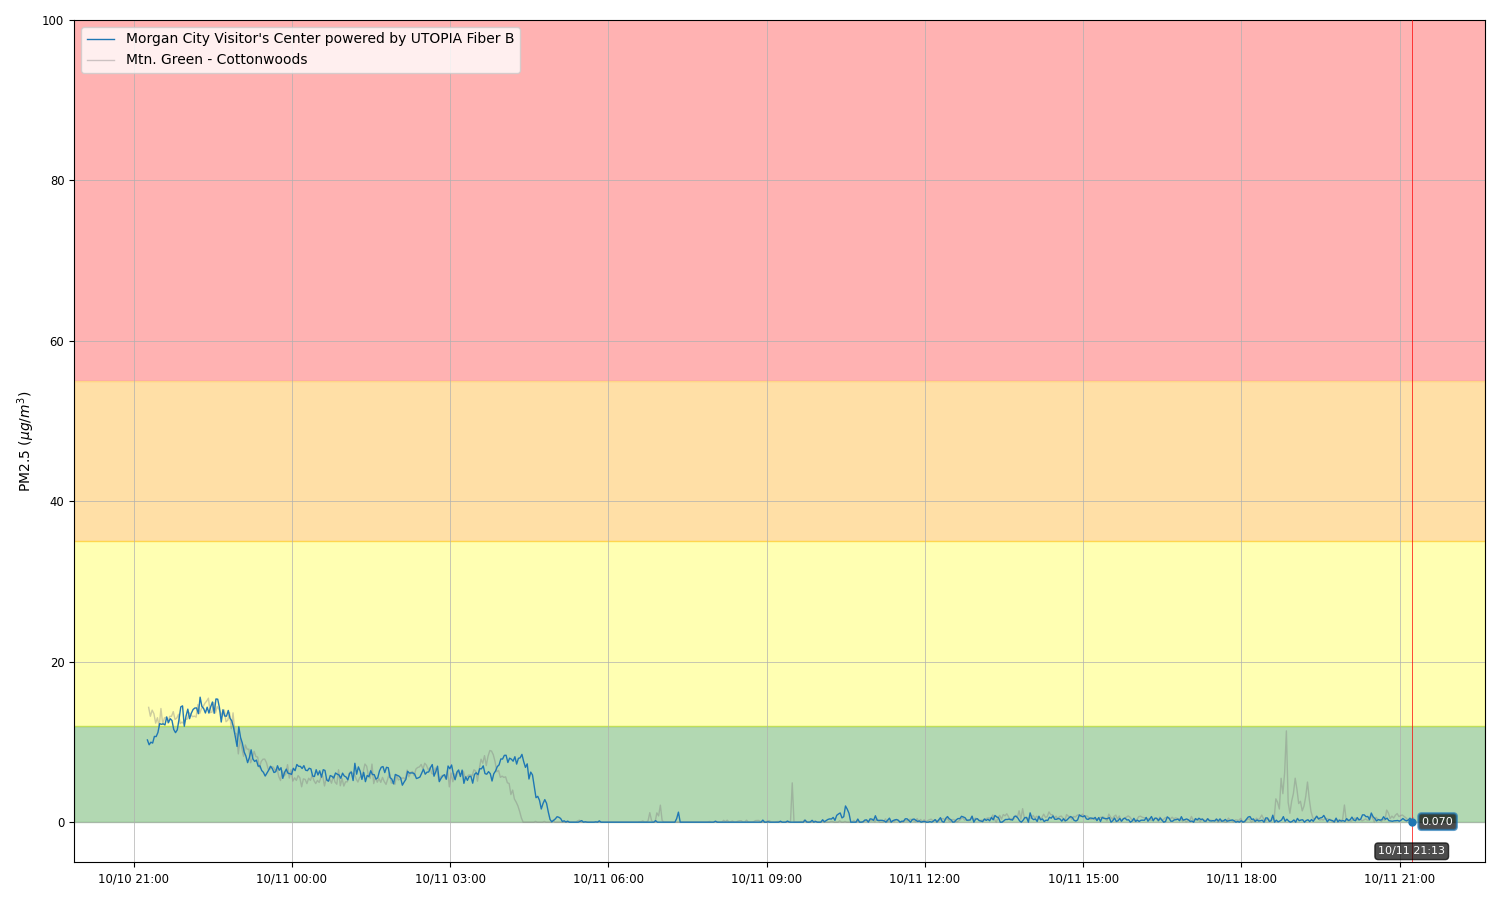 100
Morgan City Visitor's Center powered by UTOPIA Fiber B
Mtn. Green - Cottonwoods
80
60
PM2.5 (μg/m³)
40
20
0
0.070
10/11 21:13
10/10 21:00 10/11 00:00 10/11 03:00 10/11 06:00 10/11 09:00 10/11 12:00 10/11 15:00 10/11 18:00 10/11 21:00